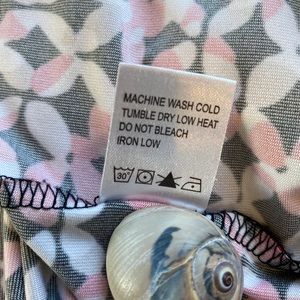 MACHINE WASH COLD
TUMBLE DRY LOW HEAT
DO NOT BLEACH
IRON LOW
30°